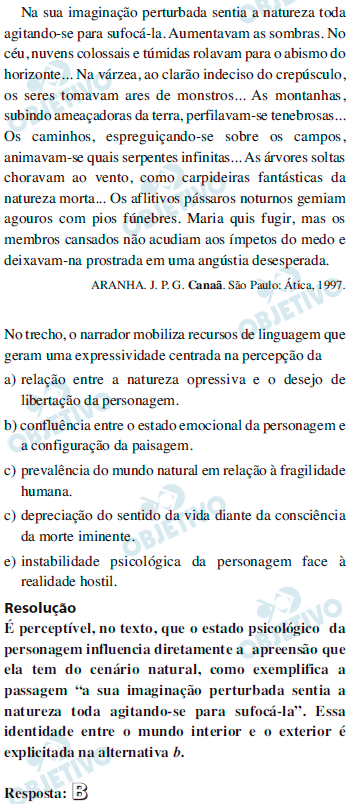 Na sua imaginação perturbada sentia a natureza toda
agitando-se para sufocá-la. Aumentavam as sombras. No
céu, nuvens colossais e túmidas rolavam para o abismo do
horizonte... Na várzea, ao clarão indeciso do crepúsculo,
os seres tomavam ares de monstros... As montanhas,
subindo ameaçadoras da terra, perfilavam-se tenebrosas...
Os caminhos, espreguiçando-se sobre os campos,
animavam-se quais serpentes infinitas... As árvores soltas
choravam ao vento, como carpideiras fantásticas da
natureza morta... Os aflitivos pássaros noturnos gemiam
agouros com pios fúnebres. Maria quis fugir, mas os
membros cansados não acudiam aos ímpetos do medo e
deixavam-na prostrada em uma angústia desesperada.
ARANHA. J. P. G. Canaã. São Paulo: Ática, 1997.
No trecho, o narrador mobiliza recursos de linguagem que
geram uma expressividade centrada na percepção da
a) relação entre a natureza opressiva e o desejo de
libertação da personagem.
b) confluência entre o estado emocional da personagem e
a configuração da paisagem.
c) prevalência do mundo natural em relação à fragilidade
humana.
c) depreciação do sentido da vida diante da consciência
da morte iminente.
e) instabilidade psicológica da personagem face à
realidade hostil.
Resolução
É perceptível, no texto, que o estado psicológico da
personagem influencia diretamente a apreensão que
ela tem do cenário natural, como exemplifica a
passagem “a sua imaginação perturbada sentia a
natureza toda agitando-se para sufocá-la”. Essa
identidade entre o mundo interior e o exterior é
explicitada na alternativa b.
Resposta: B